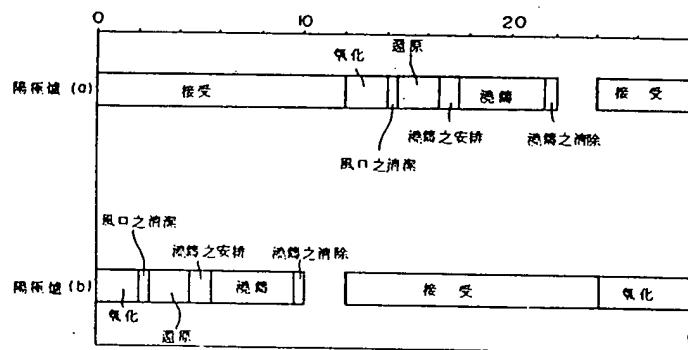 0 10 20
還原
氧化
陽極爐 (a) 接受 澆鑄 接受
澆鑄之安排 澆鑄之清除
風口之清潔
風口之清潔
澆鑄之安排 澆鑄之清除
陽極爐 (b) 澆鑄 接受 氧化
氧化
還原